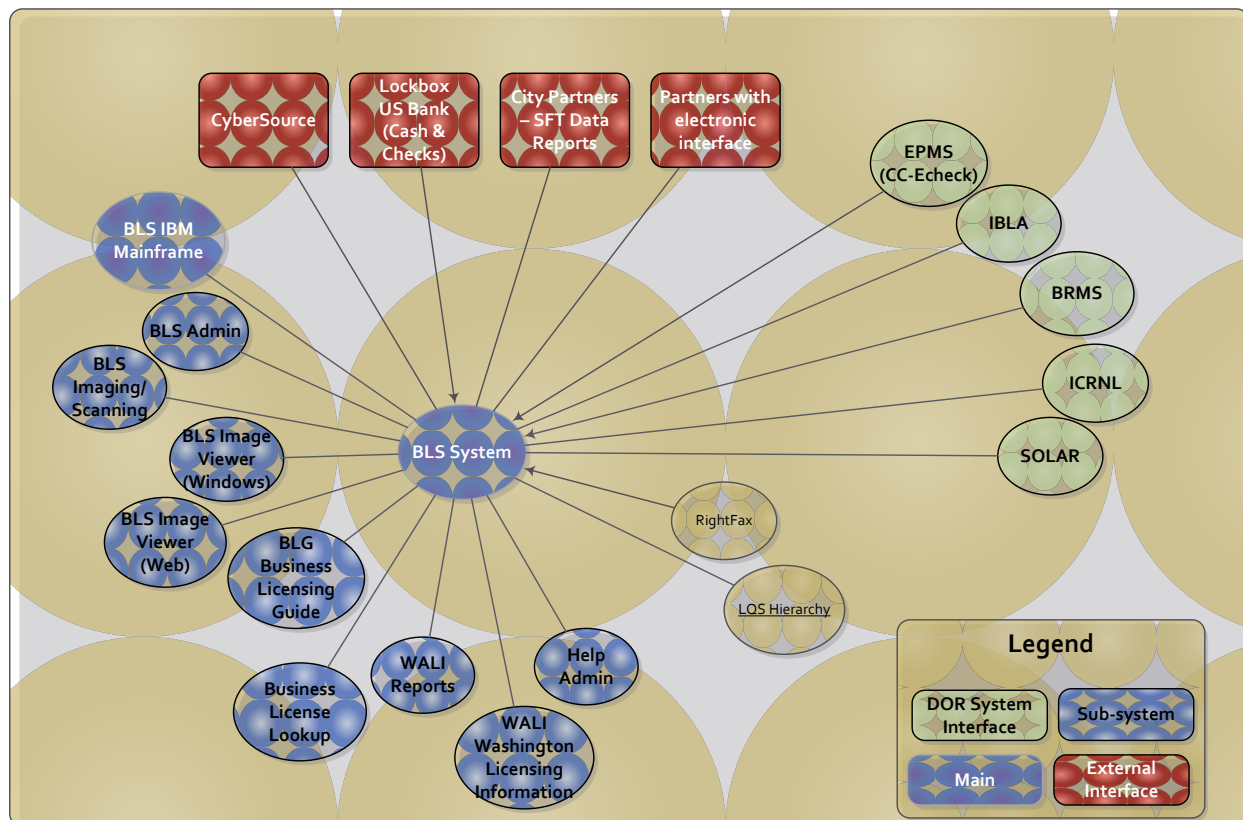 CyberSource
Lockbox
US Bank
(Cash &
Checks)
City Partners
– SFT Data
Reports
Partners with
electronic
interface
EPMS
(CC-Echeck)
IBLA
BRMS
ICRNL
SOLAR
BLS IBM
Mainframe
BLS Admin
BLS
Imaging/
Scanning
BLS Image
Viewer
(Windows)
BLS Image
Viewer
(Web)
BLS System
BLG
Business
Licensing
Guide
RightFax
LQS Hierarchy
Business
License
Lookup
WALI
Reports
WALI
Washington
Licensing
Information
Help
Admin
Legend
DOR System
Interface
Sub-system
Main
External
Interface